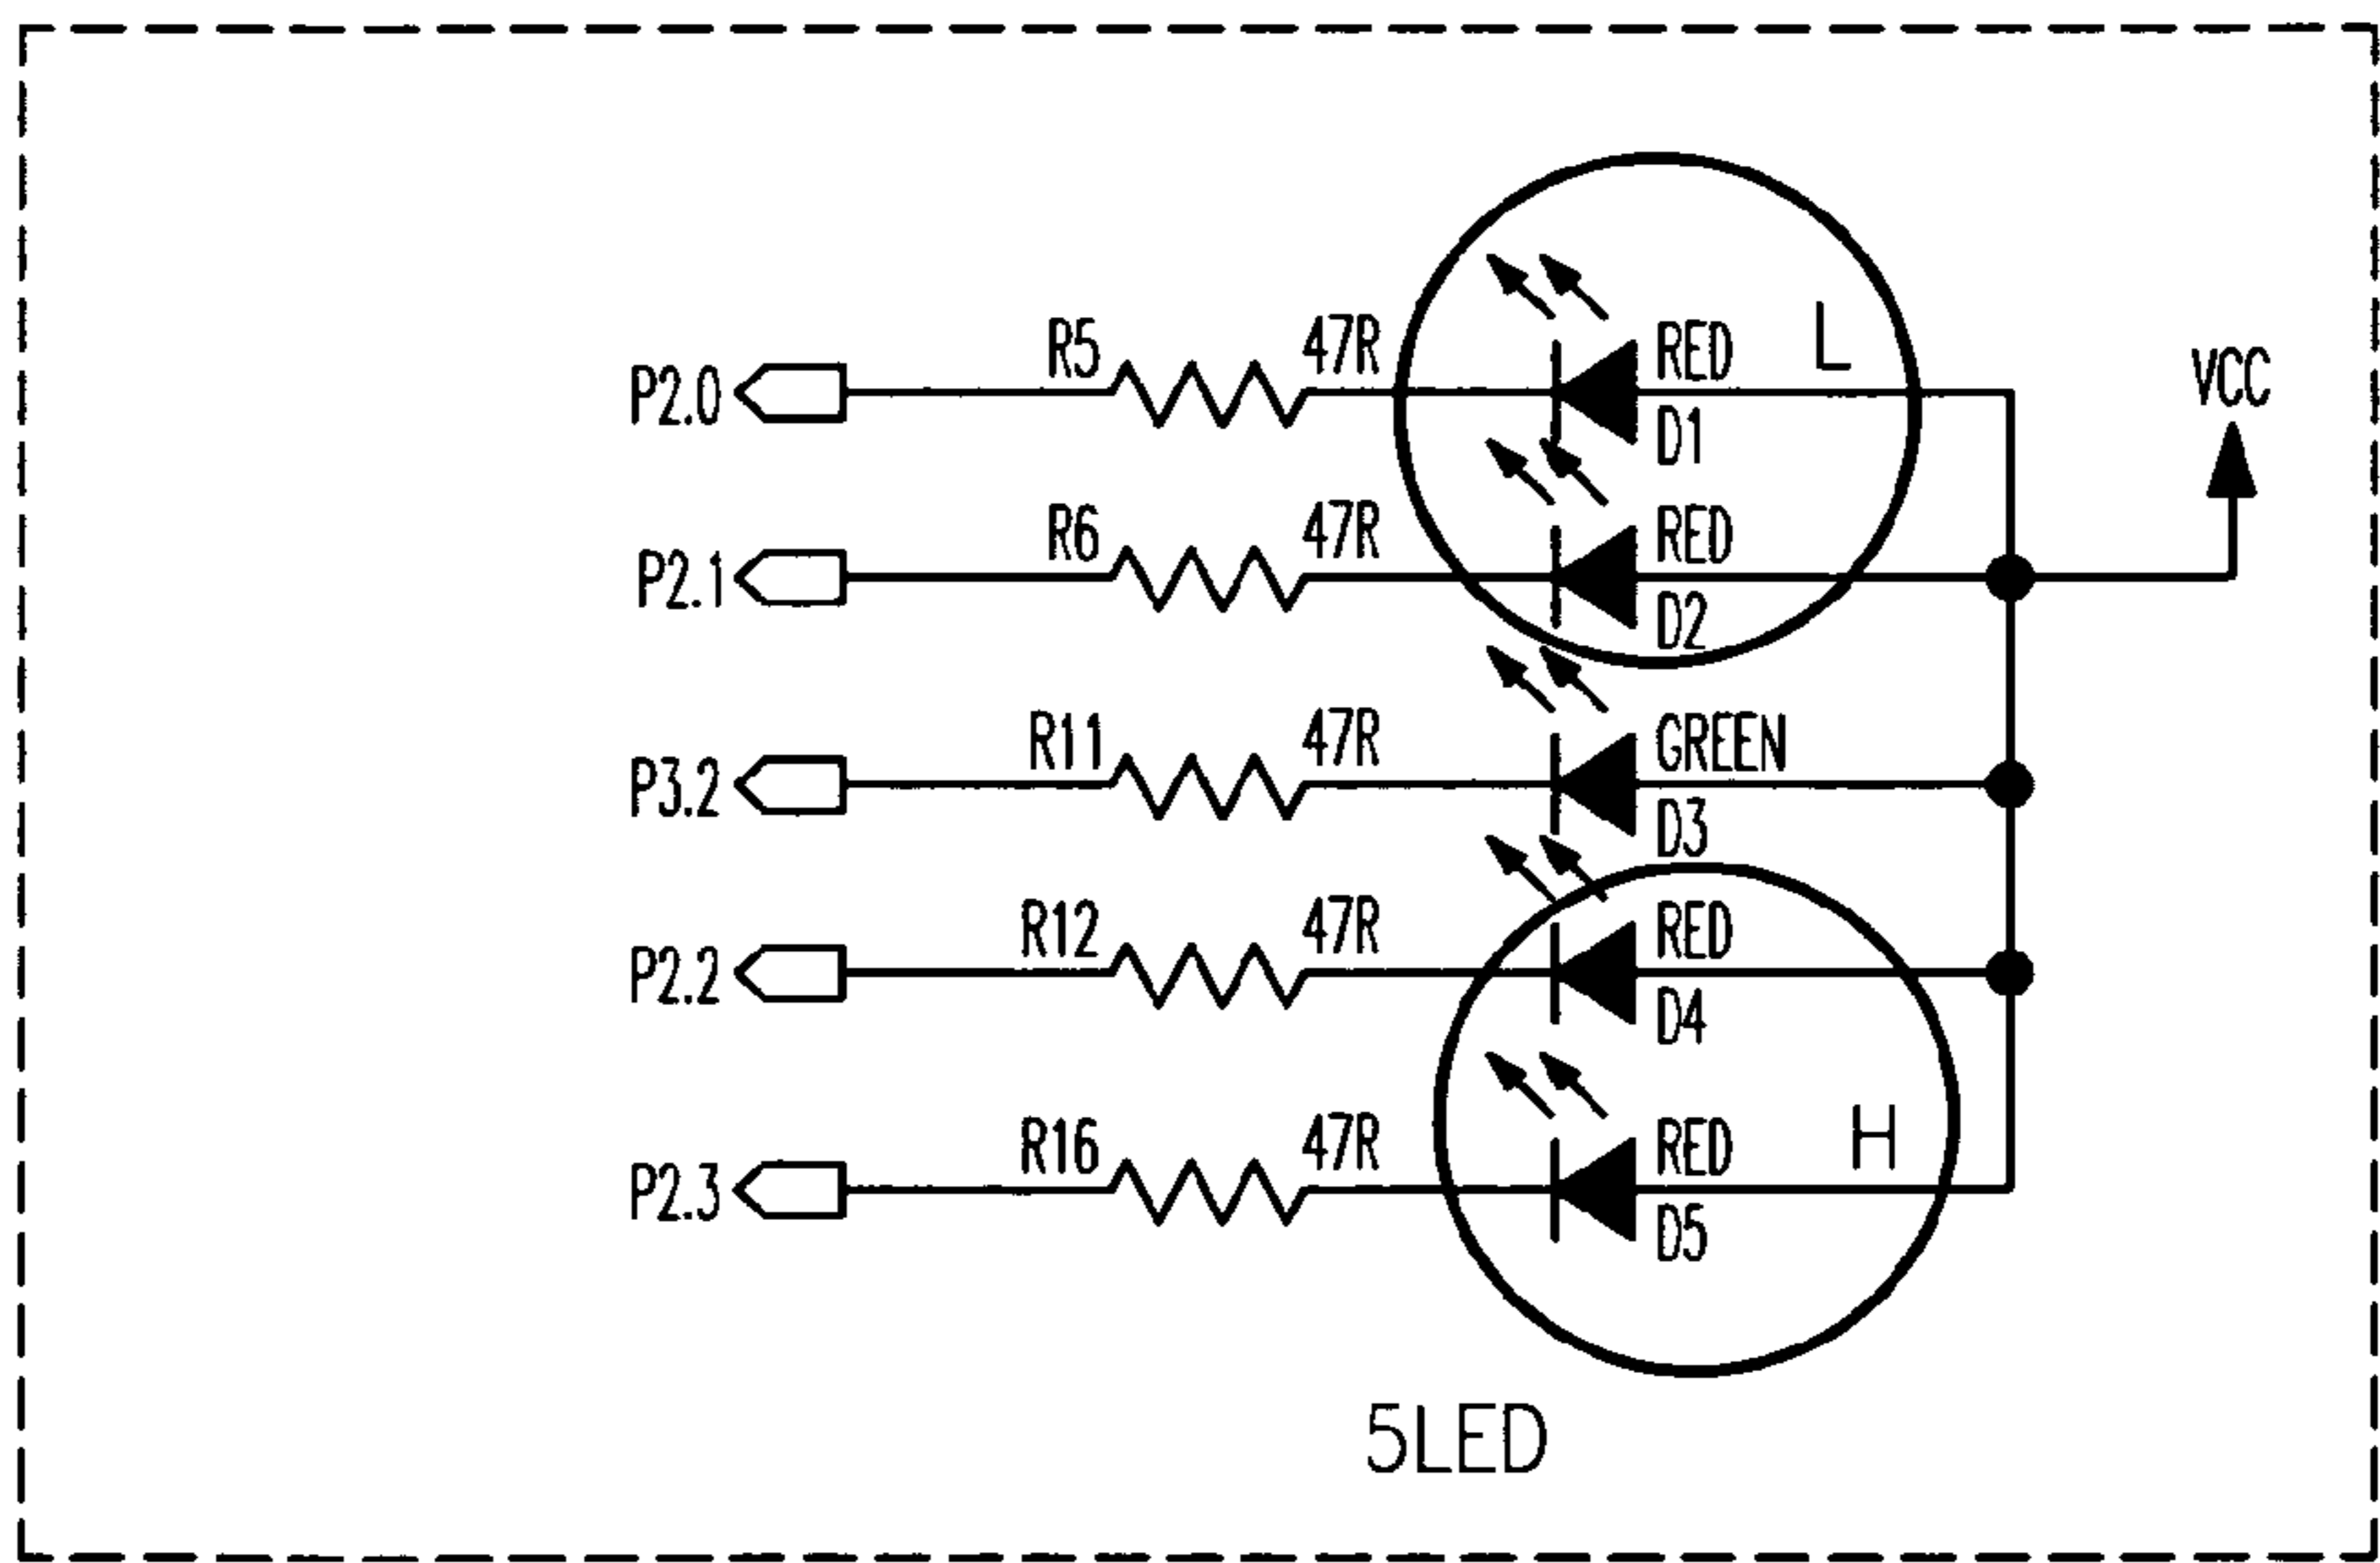 R5 47R RED L
P2.0 D1 VCC
R6 47R RED
P2.1 D2
R11 47R GREEN
P3.2 D3
R12 47R RED
P2.2 D4
R16 47R RED H
P2.3 D5
5LED